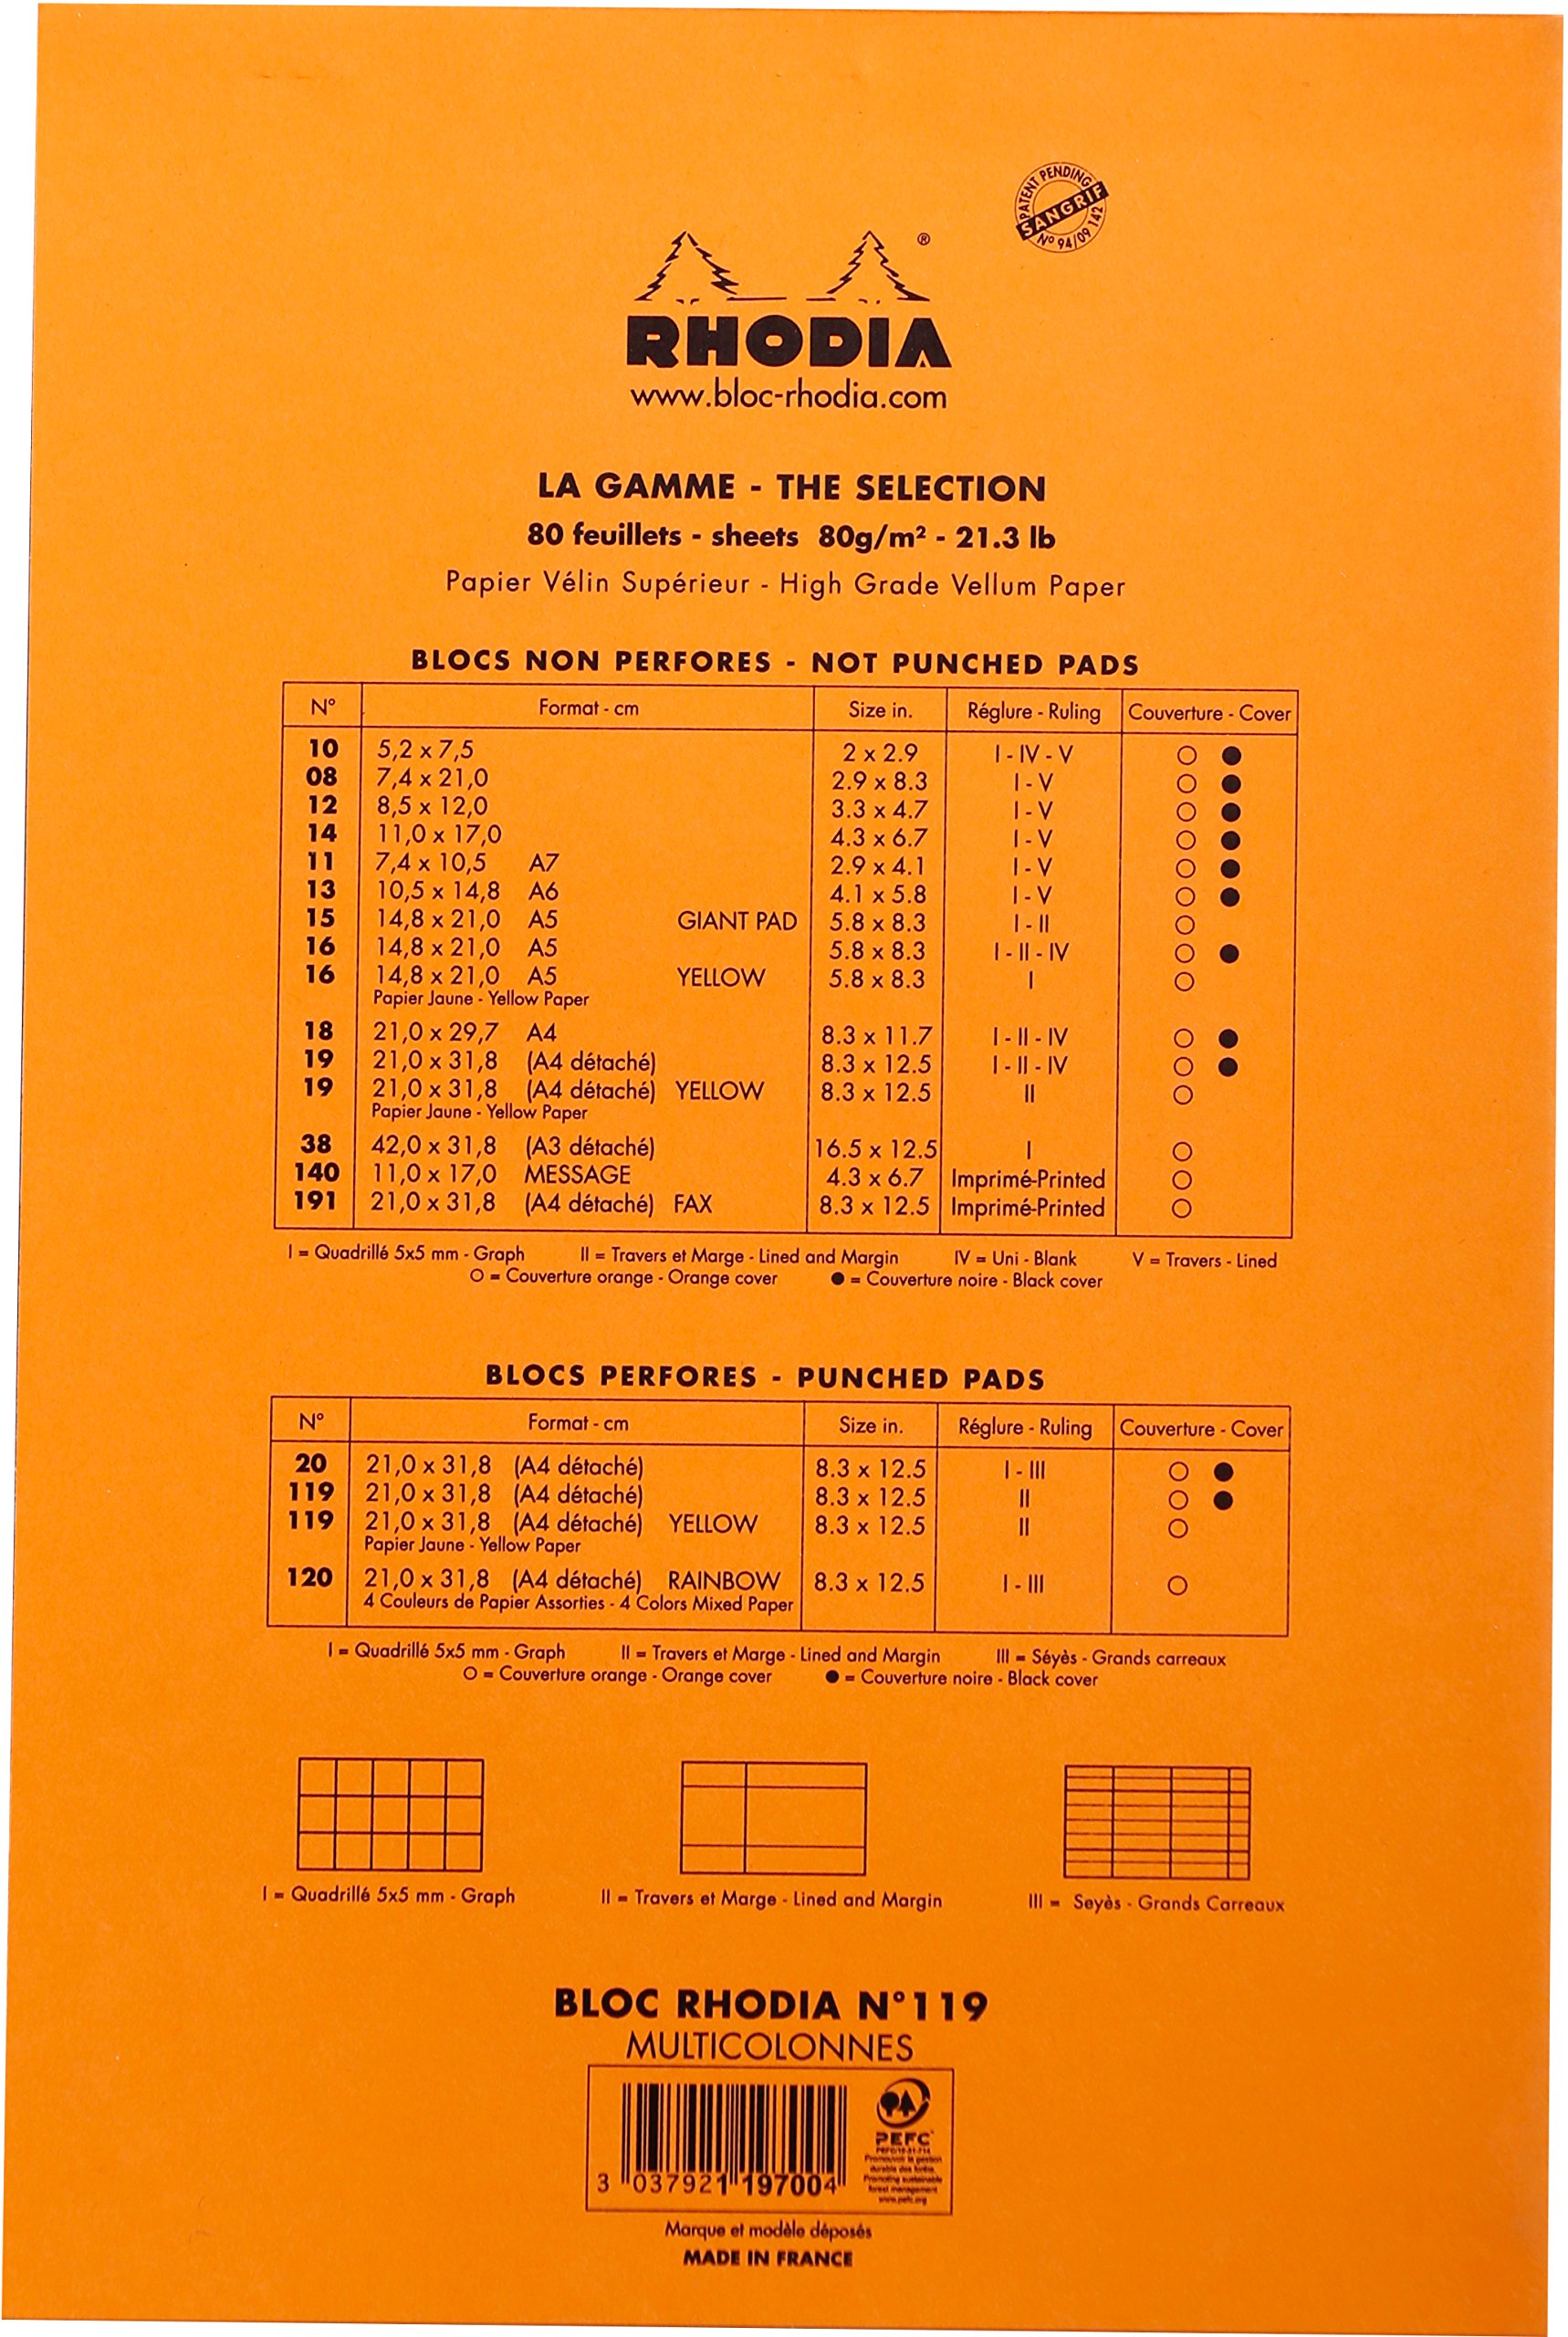 PATENT PENDING
SANGRIF
N° 94/09 142
®
RHODIA
www.bloc-rhodia.com
LA GAMME - THE SELECTION
80 feuillets - sheets 80g/m² - 21.3 lb
Papier Vélin Supérieur - High Grade Vellum Paper
BLOCS NON PERFORES - NOT PUNCHED PADS
N° Format - cm Size in. Réglure - Ruling Couverture - Cover
10 5,2 x 7,5 2 x 2.9 I - IV - V ○ ●
08 7,4 x 21,0 2.9 x 8.3 I - V ○ ●
12 8,5 x 12,0 3.3 x 4.7 I - V ○ ●
14 11,0 x 17,0 4.3 x 6.7 I - V ○ ●
11 7,4 x 10,5 A7 2.9 x 4.1 I - V ○ ●
13 10,5 x 14,8 A6 4.1 x 5.8 I - V ○ ●
15 14,8 x 21,0 A5 GIANT PAD 5.8 x 8.3 I - II ○
16 14,8 x 21,0 A5 5.8 x 8.3 I - II - IV ○ ●
16 14,8 x 21,0 A5 YELLOW 5.8 x 8.3 I ○
Papier Jaune - Yellow Paper
18 21,0 x 29,7 A4 8.3 x 11.7 I - II - IV ○ ●
19 21,0 x 31,8 (A4 détaché) 8.3 x 12.5 I - II - IV ○ ●
19 21,0 x 31,8 (A4 détaché) YELLOW 8.3 x 12.5 II ○
Papier Jaune - Yellow Paper
38 42,0 x 31,8 (A3 détaché) 16.5 x 12.5 I ○
140 11,0 x 17,0 MESSAGE 4.3 x 6.7 Imprimé-Printed ○
191 21,0 x 31,8 (A4 détaché) FAX 8.3 x 12.5 Imprimé-Printed ○
I = Quadrillé 5x5 mm - Graph II = Travers et Marge - Lined and Margin IV = Uni - Blank V = Travers - Lined
○ = Couverture orange - Orange cover ● = Couverture noire - Black cover
BLOCS PERFORES - PUNCHED PADS
N° Format - cm Size in. Réglure - Ruling Couverture - Cover
20 21,0 x 31,8 (A4 détaché) 8.3 x 12.5 I - III ○ ●
119 21,0 x 31,8 (A4 détaché) 8.3 x 12.5 II ○ ●
119 21,0 x 31,8 (A4 détaché) YELLOW 8.3 x 12.5 II ○
Papier Jaune - Yellow Paper
120 21,0 x 31,8 (A4 détaché) RAINBOW 8.3 x 12.5 I - III ○
4 Couleurs de Papier Assorties - 4 Colors Mixed Paper
I = Quadrillé 5x5 mm - Graph II = Travers et Marge - Lined and Margin III = Séyès - Grands carreaux
○ = Couverture orange - Orange cover ● = Couverture noire - Black cover
I = Quadrillé 5x5 mm - Graph II = Travers et Marge - Lined and Margin III = Seyès - Grands Carreaux
BLOC RHODIA N°119
MULTICOLONNES
PEFC
PEFC/10-31-714
Promouvoir la gestion
durable des forêts
Promoting sustainable
forest management
www.pefc.org
3 037921 197004
Marque et modèle déposés
MADE IN FRANCE